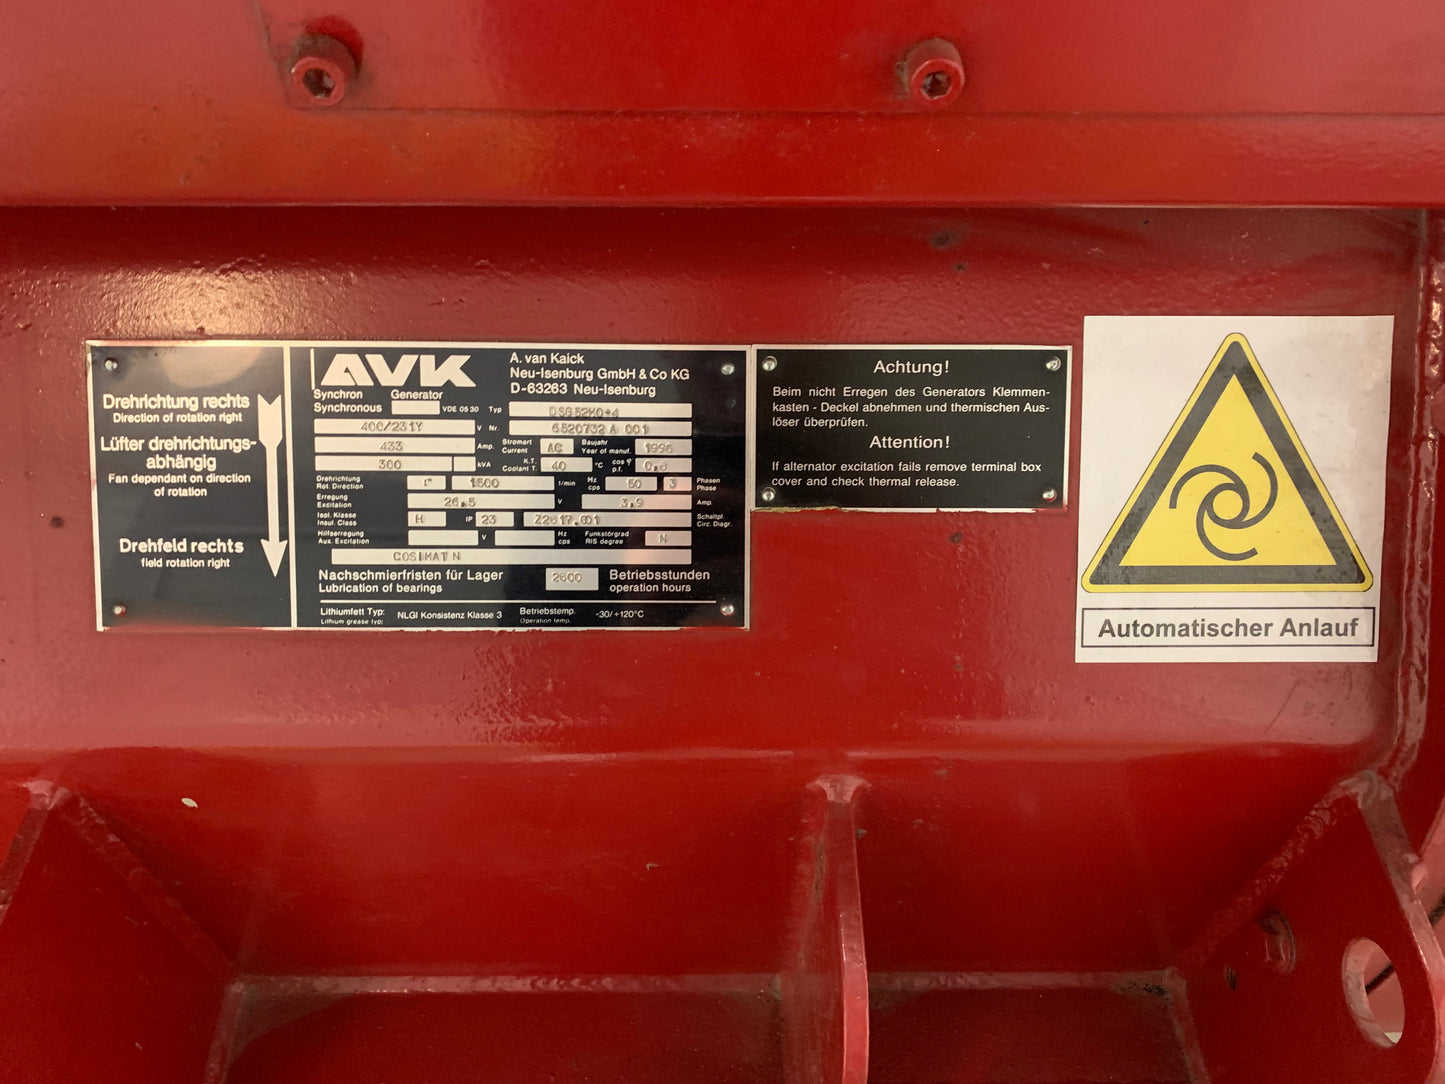 Drehrichtung rechts
Direction of rotation right
Lüfter drehrichtungs-
abhängig
Fan dependant on direction
of rotation
Drehfeld rechts
field rotation right
AVK
A. van Kaick
Neu-Isenburg GmbH & Co KG
D-63263 Neu-Isenburg
Synchron Generator
Synchronous VDE 0530 Typ
400/231Y V Nr. 6520732 A 001
433 Amp. Stromart Current AC Baujahr Year of manuf. 1996
300 kVA K.T. Coolant T. 40 °C cos φ p.f. 0,8
Drehrichtung Rot. Direction r 1500 1/min Hz cps 50 3 Phasen Phase
Erregung Excitation 26,5 V 3,9 Amp.
Isol. Klasse Insul. Class H IP 23 Z2617.001 Schaltpl. Circ. Diagr.
Hilfserregung Aux. Excitation V Hz cps Funkstörgrad RIS degree N
COSIMAT N
Nachschmierfristen für Lager 2600 Betriebsstunden
Lubrication of bearings operation hours
Lithiumfett Typ: NLGI Konsistenz Klasse 3 Betriebstemp. -30/+120°C
Lithium grease typ: Operation temp.
Achtung!
Beim nicht Erregen des Generators Klemmen-
kasten - Deckel abnehmen und thermischen Aus-
löser überprüfen.
Attention!
If alternator excitation fails remove terminal box
cover and check thermal release.
Automatischer Anlauf